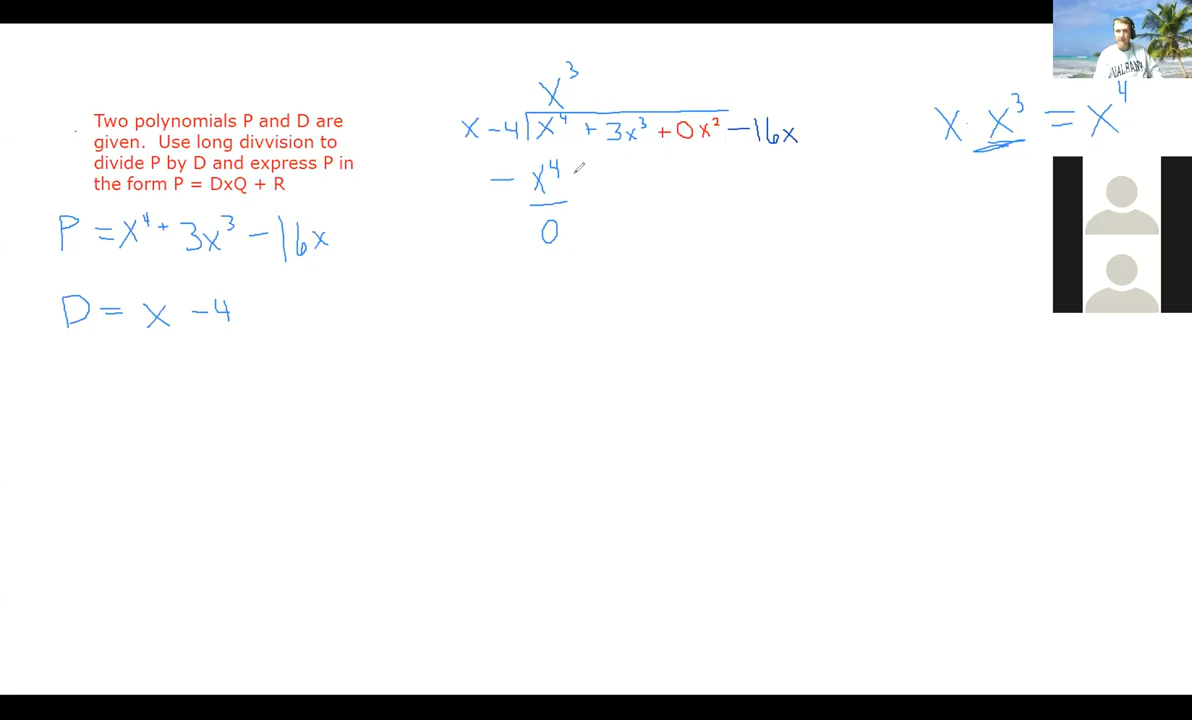 Two polynomials P and D are
given. Use long divvision to
divide P by D and express P in
the form P = DxQ + R
P = x⁴ + 3x³ - 16x
D = x - 4
x³
x - 4 x⁴ + 3x³ + 0x² - 16x
- x⁴
0
x · x³ = x⁴